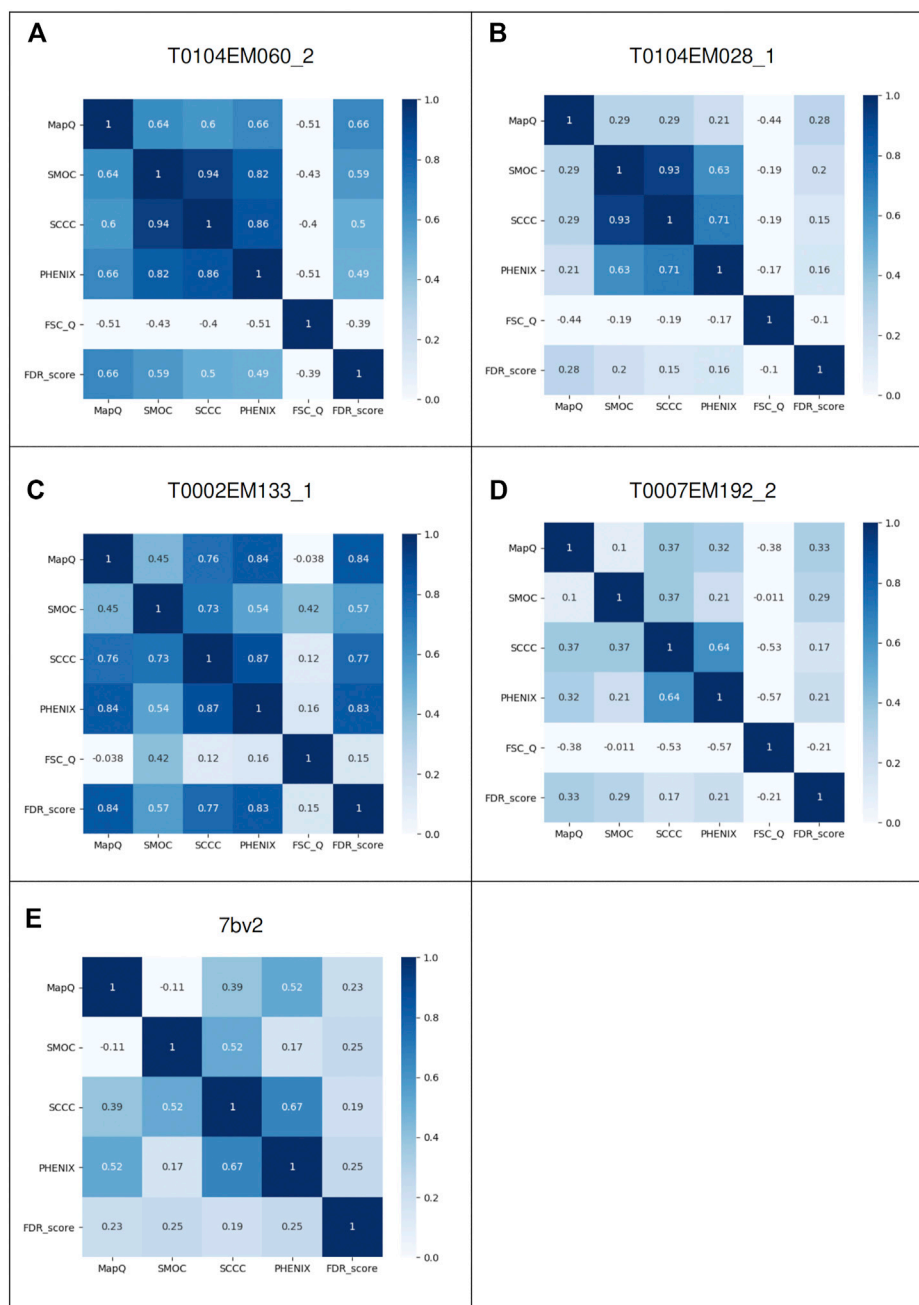 A
T0104EM060_2
MapQ 1 0.64 0.6 0.66 -0.51 0.66
SMOC 0.64 1 0.94 0.82 -0.43 0.59
SCCC 0.6 0.94 1 0.86 -0.4 0.5
PHENIX 0.66 0.82 0.86 1 -0.51 0.49
FSC_Q -0.51 -0.43 -0.4 -0.51 1 -0.39
FDR_score 0.66 0.59 0.5 0.49 -0.39 1
MapQ SMOC SCCC PHENIX FSC_Q FDR_score
1.0
0.8
0.6
0.4
0.2
0.0
B
T0104EM028_1
MapQ 1 0.29 0.29 0.21 -0.44 0.28
SMOC 0.29 1 0.93 0.63 -0.19 0.2
SCCC 0.29 0.93 1 0.71 -0.19 0.15
PHENIX 0.21 0.63 0.71 1 -0.17 0.16
FSC_Q -0.44 -0.19 -0.19 -0.17 1 -0.1
FDR_score 0.28 0.2 0.15 0.16 -0.1 1
MapQ SMOC SCCC PHENIX FSC_Q FDR_score
1.0
0.8
0.6
0.4
0.2
0.0
C
T0002EM133_1
MapQ 1 0.45 0.76 0.84 -0.038 0.84
SMOC 0.45 1 0.73 0.54 0.42 0.57
SCCC 0.76 0.73 1 0.87 0.12 0.77
PHENIX 0.84 0.54 0.87 1 0.16 0.83
FSC_Q -0.038 0.42 0.12 0.16 1 0.15
FDR_score 0.84 0.57 0.77 0.83 0.15 1
MapQ SMOC SCCC PHENIX FSC_Q FDR_score
1.0
0.8
0.6
0.4
0.2
0.0
D
T0007EM192_2
MapQ 1 0.1 0.37 0.32 -0.38 0.33
SMOC 0.1 1 0.37 0.21 -0.011 0.29
SCCC 0.37 0.37 1 0.64 -0.53 0.17
PHENIX 0.32 0.21 0.64 1 -0.57 0.21
FSC_Q -0.38 -0.011 -0.53 -0.57 1 -0.21
FDR_score 0.33 0.29 0.17 0.21 -0.21 1
MapQ SMOC SCCC PHENIX FSC_Q FDR_score
1.0
0.8
0.6
0.4
0.2
0.0
E
7bv2
MapQ 1 -0.11 0.39 0.52 0.23
SMOC -0.11 1 0.52 0.17 0.25
SCCC 0.39 0.52 1 0.67 0.19
PHENIX 0.52 0.17 0.67 1 0.25
FDR_score 0.23 0.25 0.19 0.25 1
MapQ SMOC SCCC PHENIX FDR_score
1.0
0.8
0.6
0.4
0.2
0.0